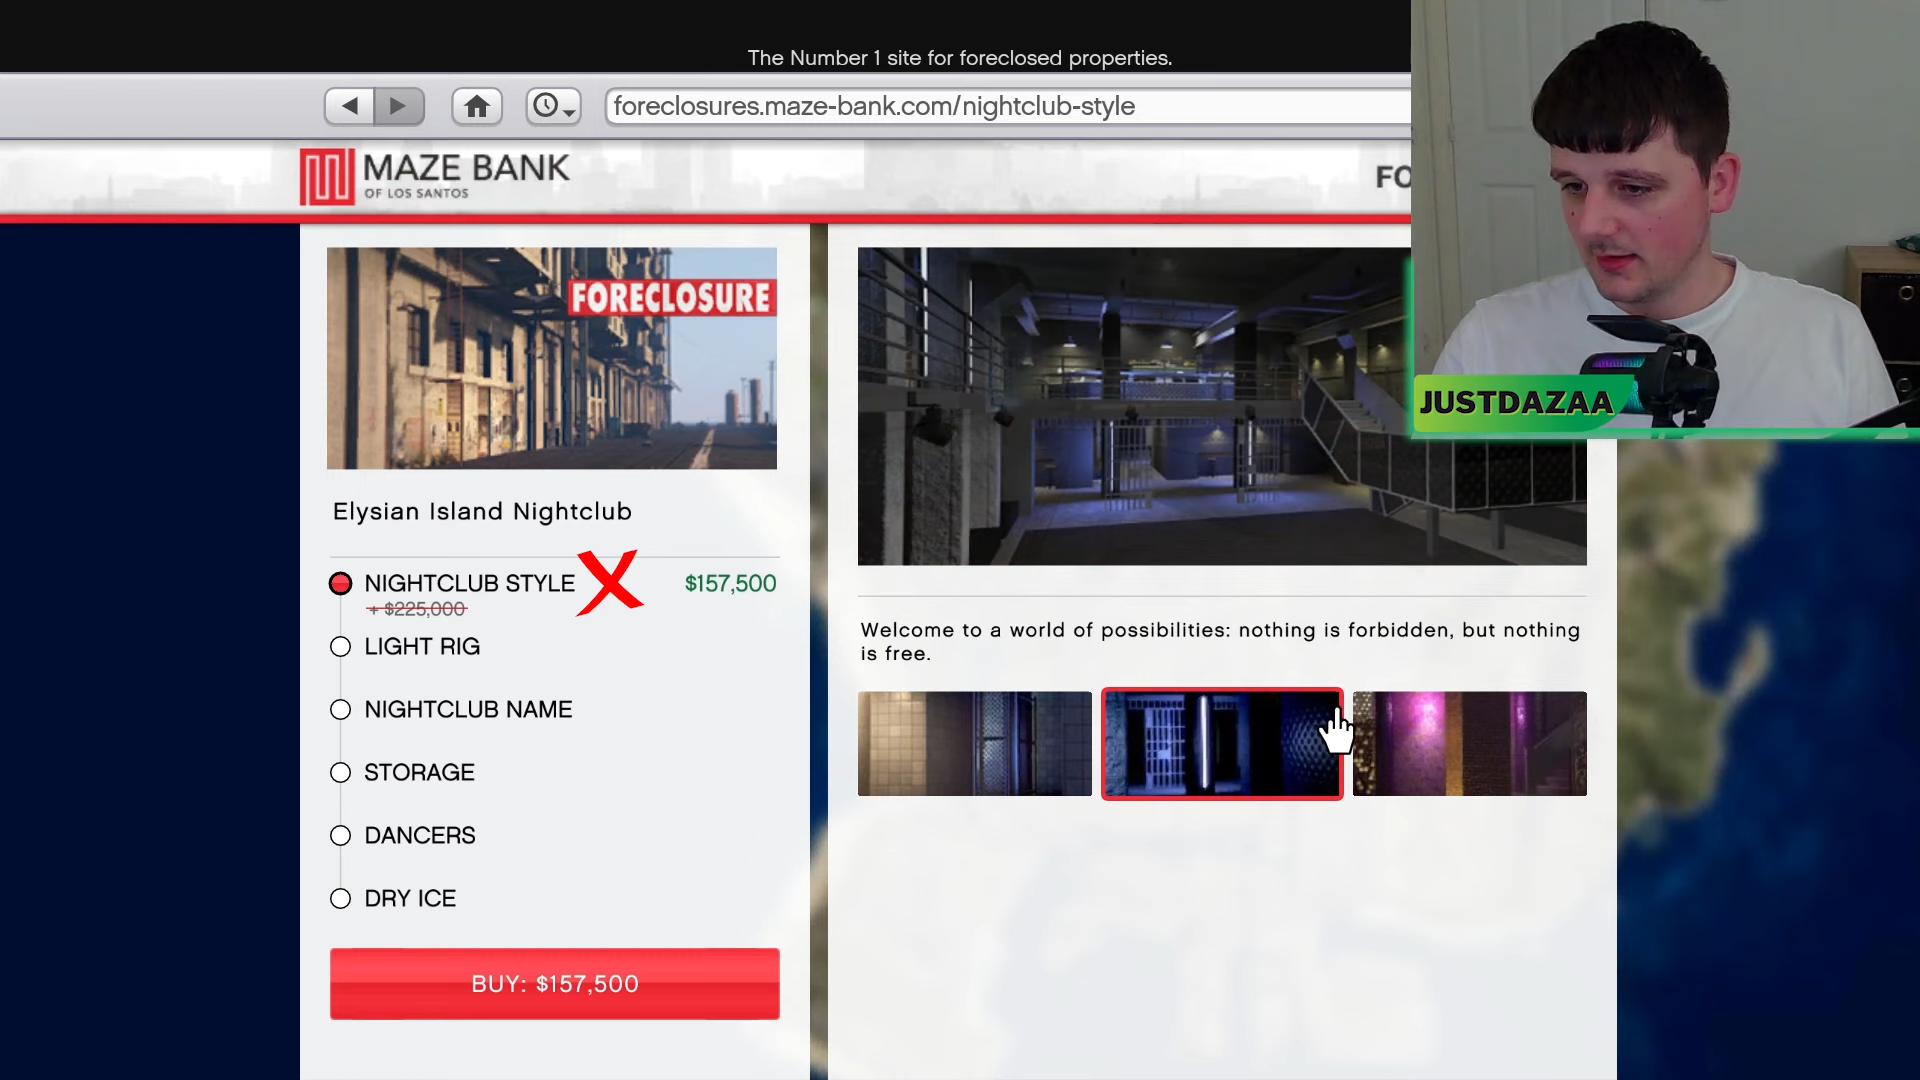 The Number 1 site for foreclosed properties.
foreclosures.maze-bank.com/nightclub-style
MAZE BANK
OF LOS SANTOS
FO
FORECLOSURE
JUSTDAZAA
Elysian Island Nightclub
NIGHTCLUB STYLE
$157,500
+ $225,000
LIGHT RIG
NIGHTCLUB NAME
STORAGE
DANCERS
DRY ICE
BUY: $157,500
Welcome to a world of possibilities: nothing is forbidden, but nothing
is free.